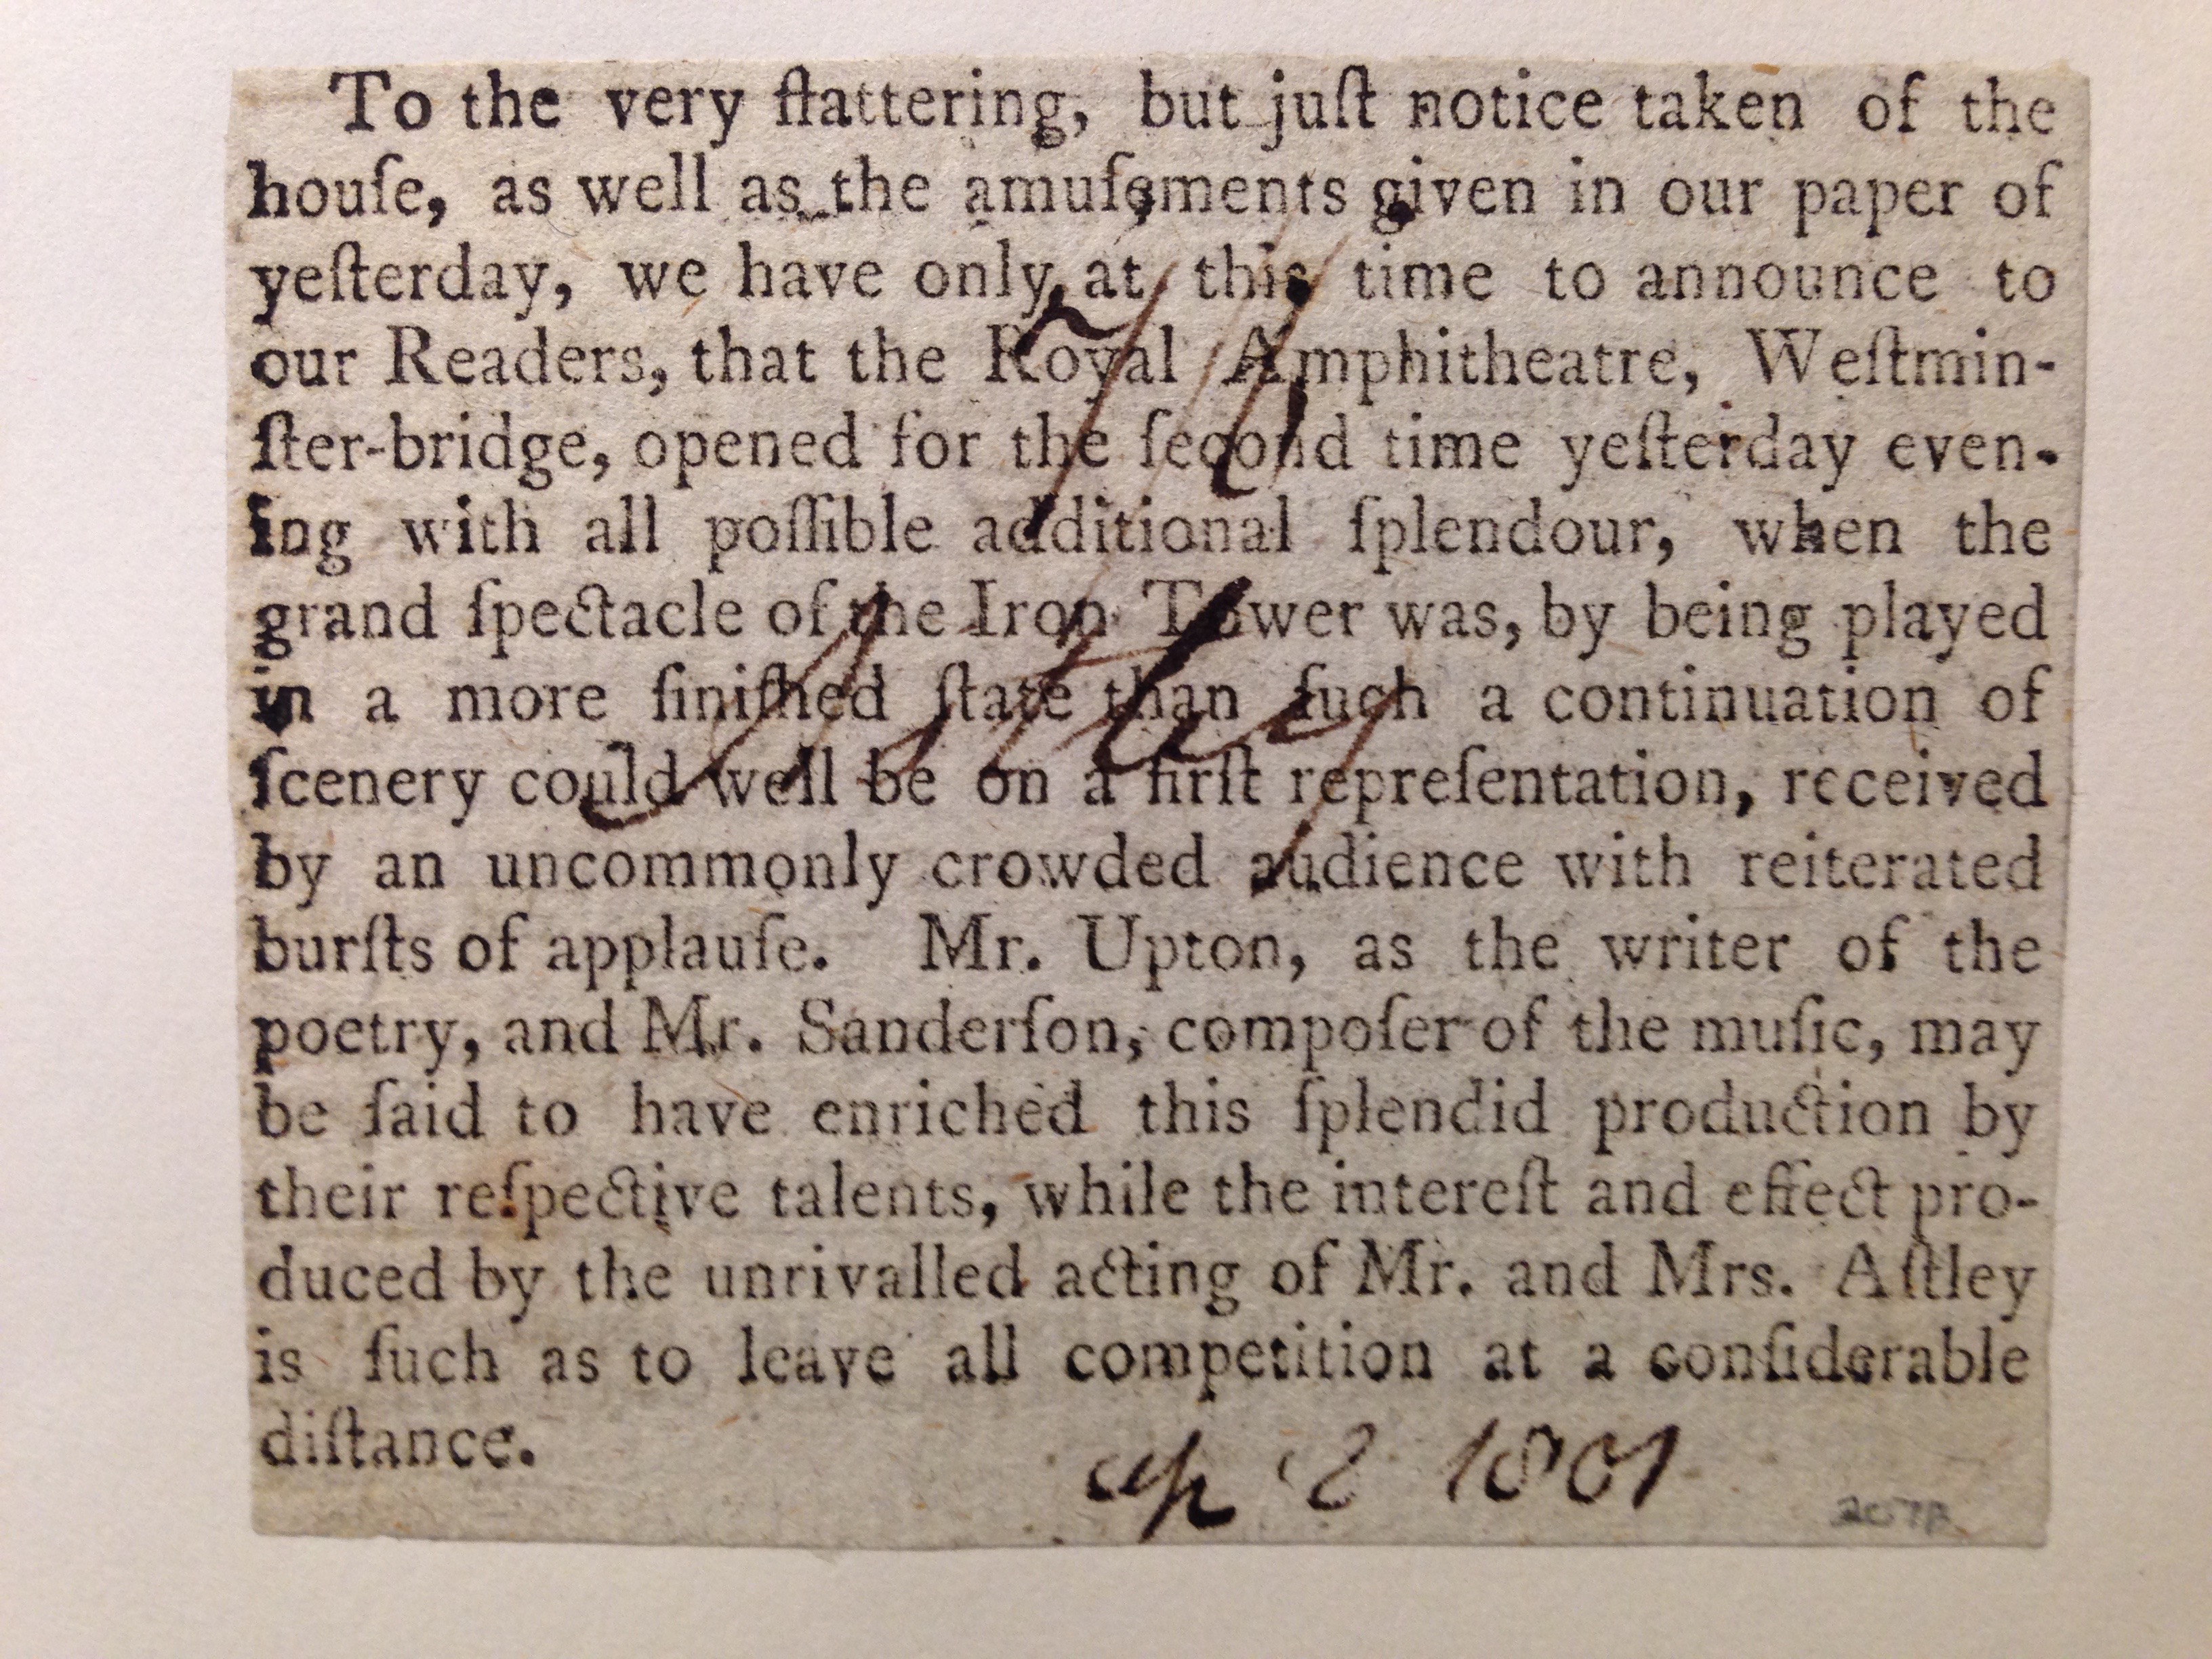 To the very flattering, but juſt notice taken of the
houſe, as well as the amuſements given in our paper of
yeſterday, we have only at this time to announce to
our Readers, that the Royal Amphitheatre, Weſtmin-
ſter-bridge, opened for the ſecond time yeſterday even-
ing with all poſſible additional ſplendour, when the
grand ſpectacle of the Iron Tower was, by being played
in a more finiſhed ſtate than ſuch a continuation of
ſcenery could well be on a firſt repreſentation, received
by an uncommonly crowded audience with reiterated
burſts of applauſe. Mr. Upton, as the writer of the
poetry, and Mr. Sanderſon, compoſer of the muſic, may
be ſaid to have enriched this ſplendid production by
their reſpective talents, while the intereſt and effect pro-
duced by the unrivalled acting of Mr. and Mrs. Aſtley
is ſuch as to leave all competition at a conſiderable
diſtance.
Astley
ap 2 1801